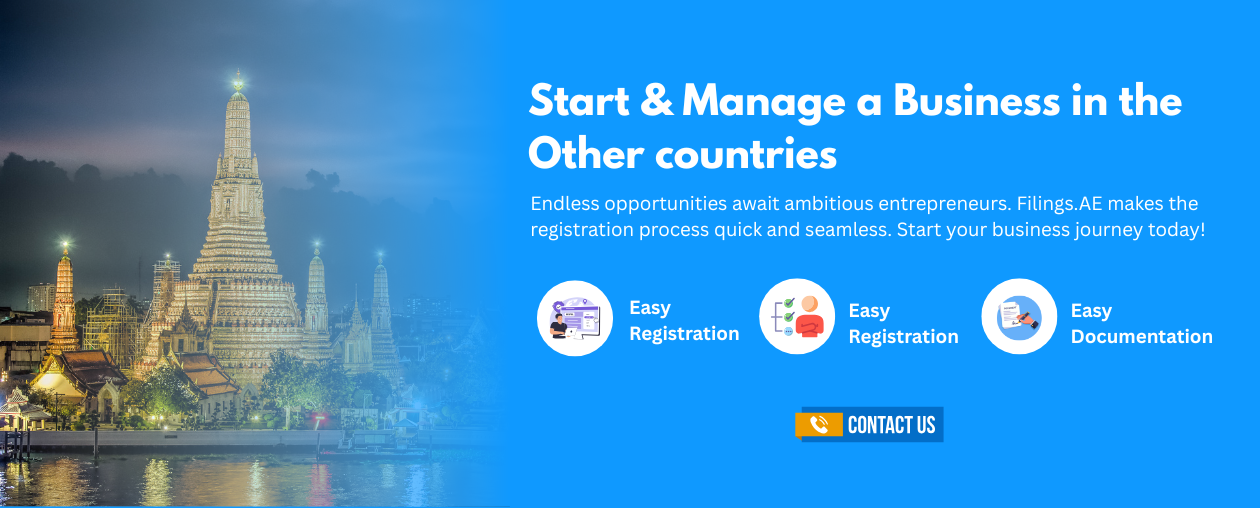 Start & Manage a Business in the
Other countries
Endless opportunities await ambitious entrepreneurs. Filings.AE makes the
registration process quick and seamless. Start your business journey today!
Easy
Registration
Easy
Registration
Easy
Documentation
CONTACT US